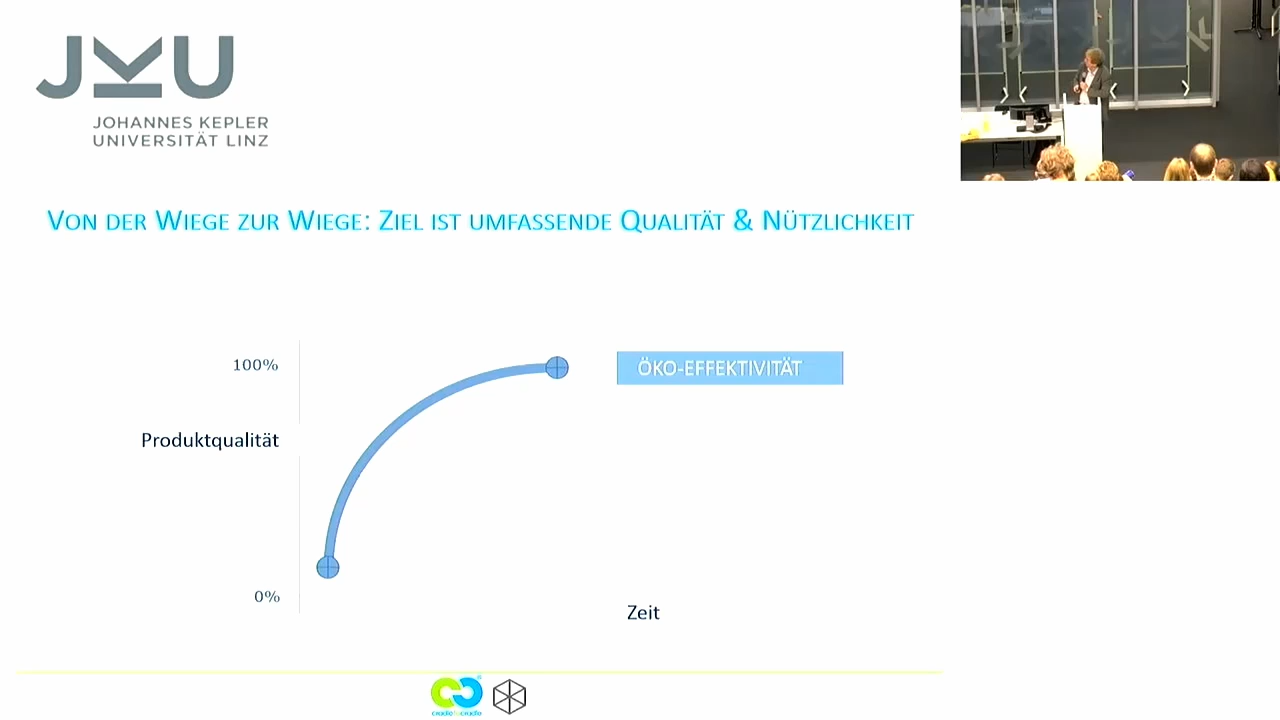 JKU
JOHANNES KEPLER
UNIVERSITÄT LINZ
VON DER WIEGE ZUR WIEGE: ZIEL IST UMFASSENDE QUALITÄT & NÜTZLICHKEIT
100%
ÖKO-EFFEKTIVITÄT
Produktqualität
0%
Zeit
cradletocradle